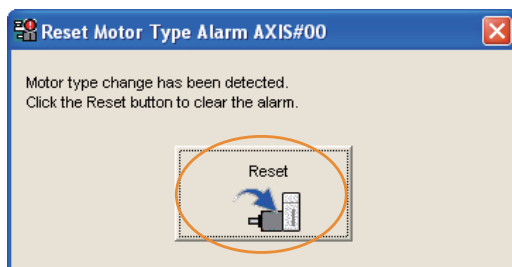 Reset Motor Type Alarm AXIS#00
Motor type change has been detected.
Click the Reset button to clear the alarm.
Reset